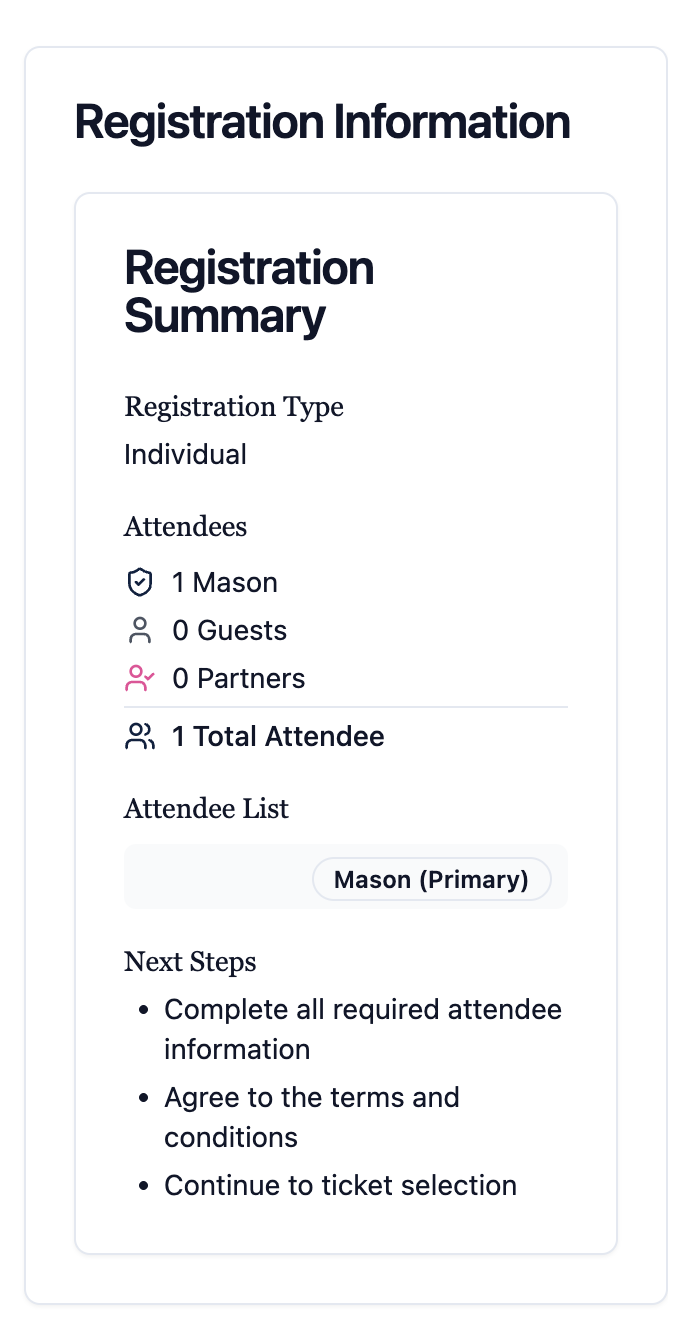 Registration Information
Registration
Summary
Registration Type
Individual
Attendees
1 Mason
0 Guests
0 Partners
1 Total Attendee
Attendee List
Mason (Primary)
Next Steps
• Complete all required attendee
information
• Agree to the terms and
conditions
• Continue to ticket selection